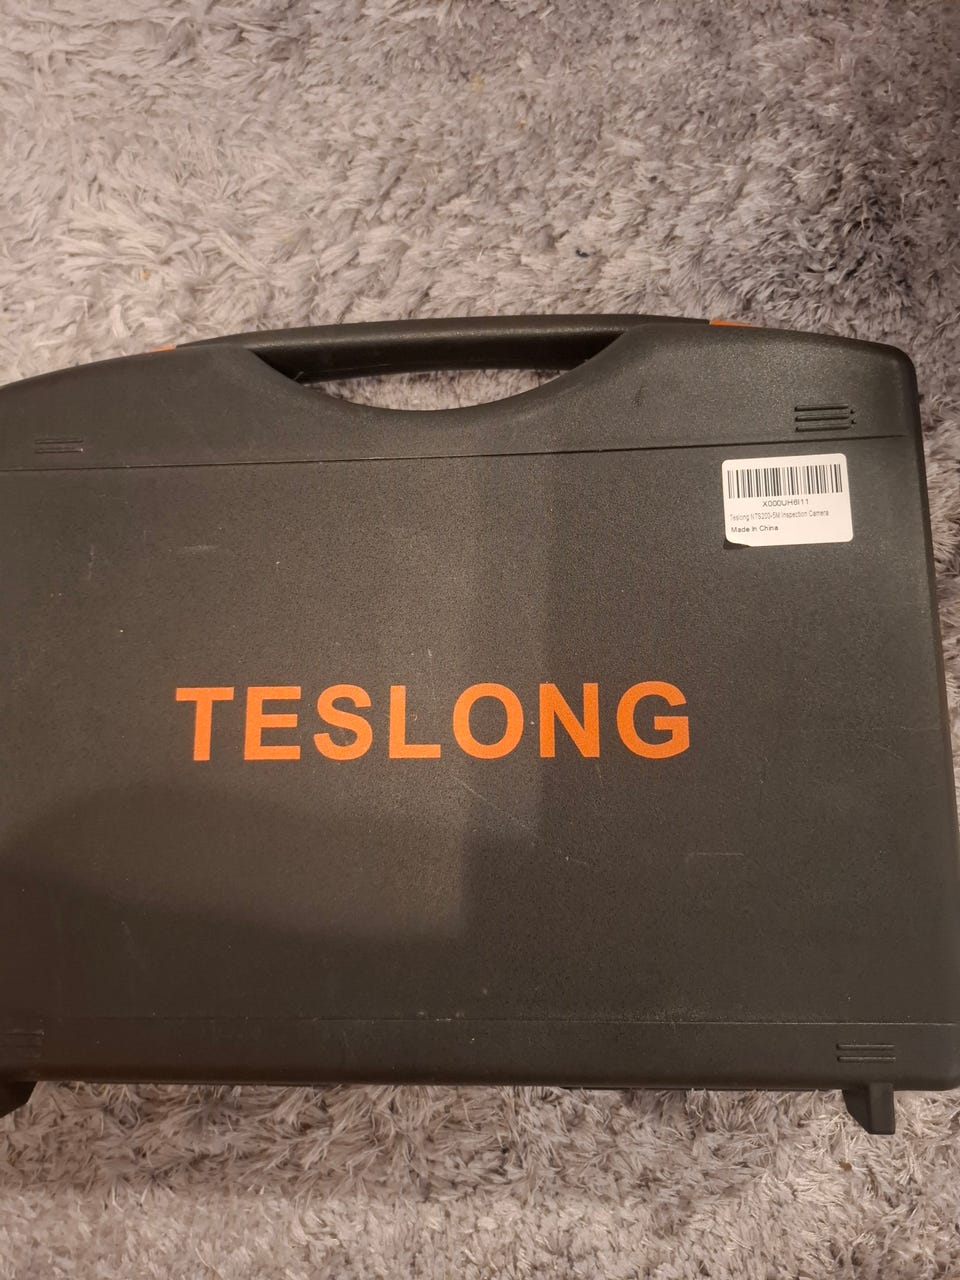 X000UH6I11
Teslong NTS200-5M Inspection Camera
Made in China
TESLONG